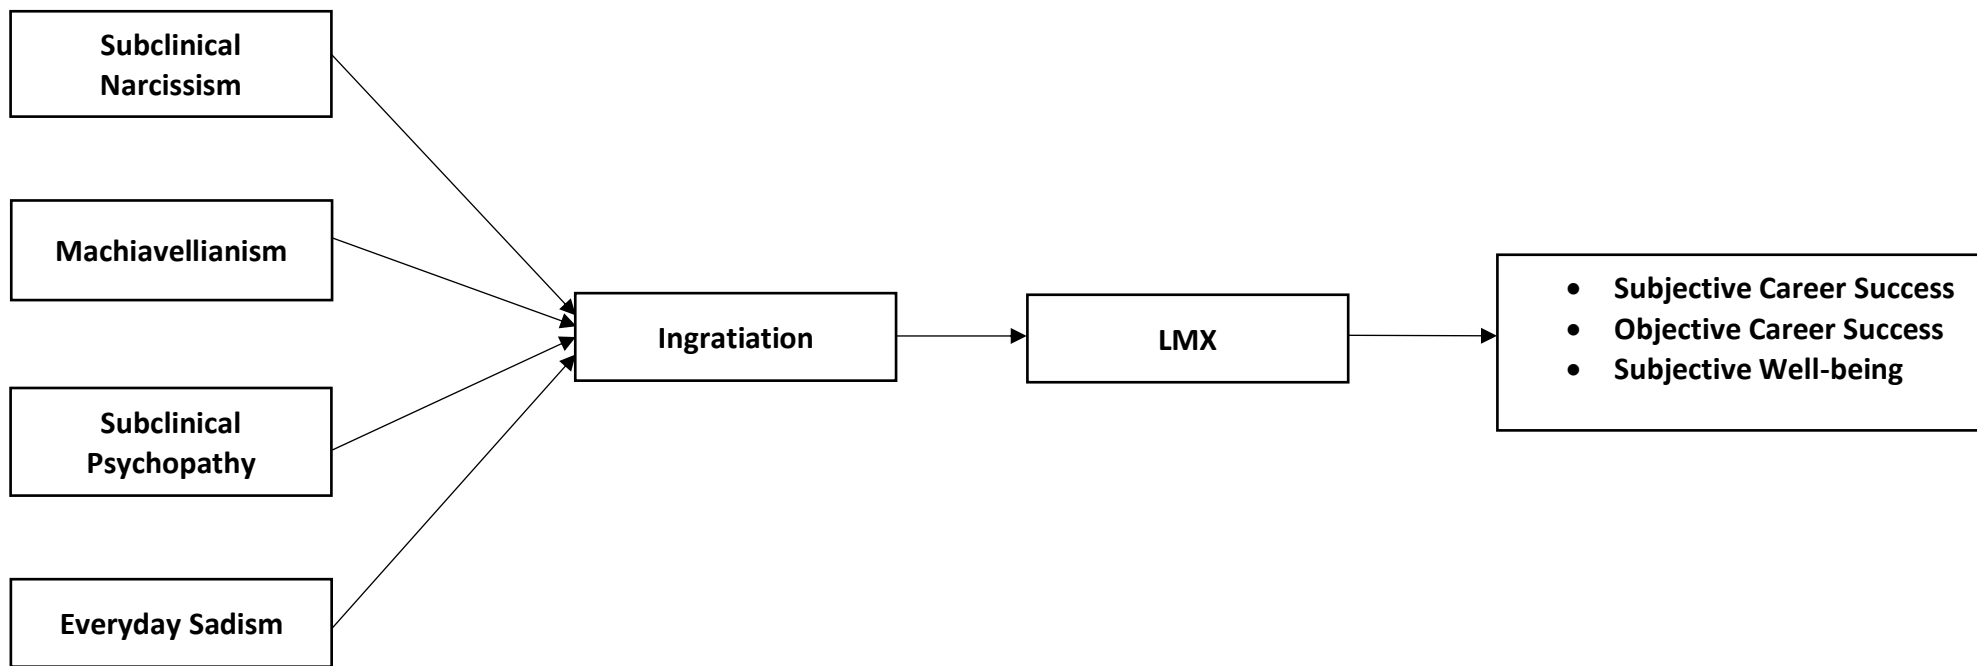 Subclinical
Narcissism
Machiavellianism
Subclinical
Psychopathy
Everyday Sadism
Ingratiation
LMX
• Subjective Career Success
• Objective Career Success
• Subjective Well-being